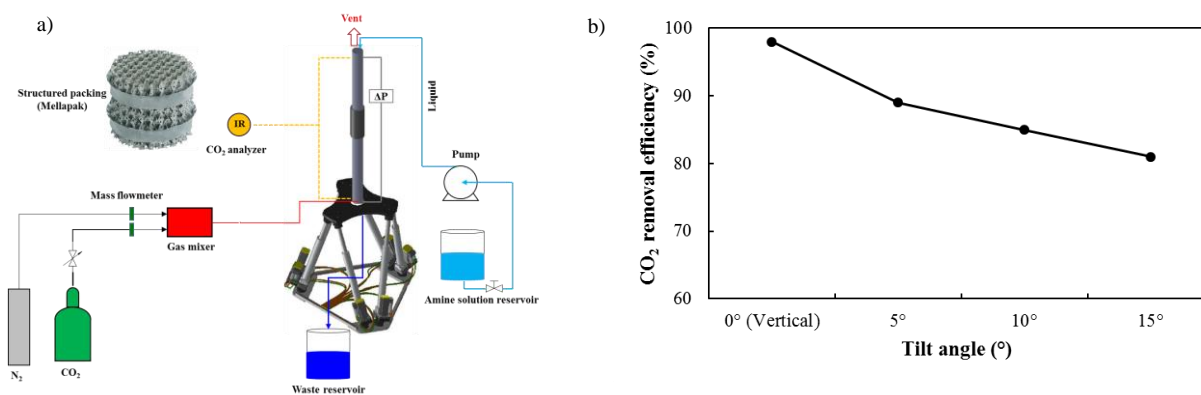 a)
Vent
Structured packing
(Mellapak)
IR
CO₂ analyzer
ΔP
Liquid
Pump
Mass flowmeter
Gas mixer
Amine solution reservoir
N₂
CO₂
Waste reservoir
b)
CO₂ removal efficiency (%)
100
90
80
70
60
0° (Vertical)
5°
10°
15°
Tilt angle (°)